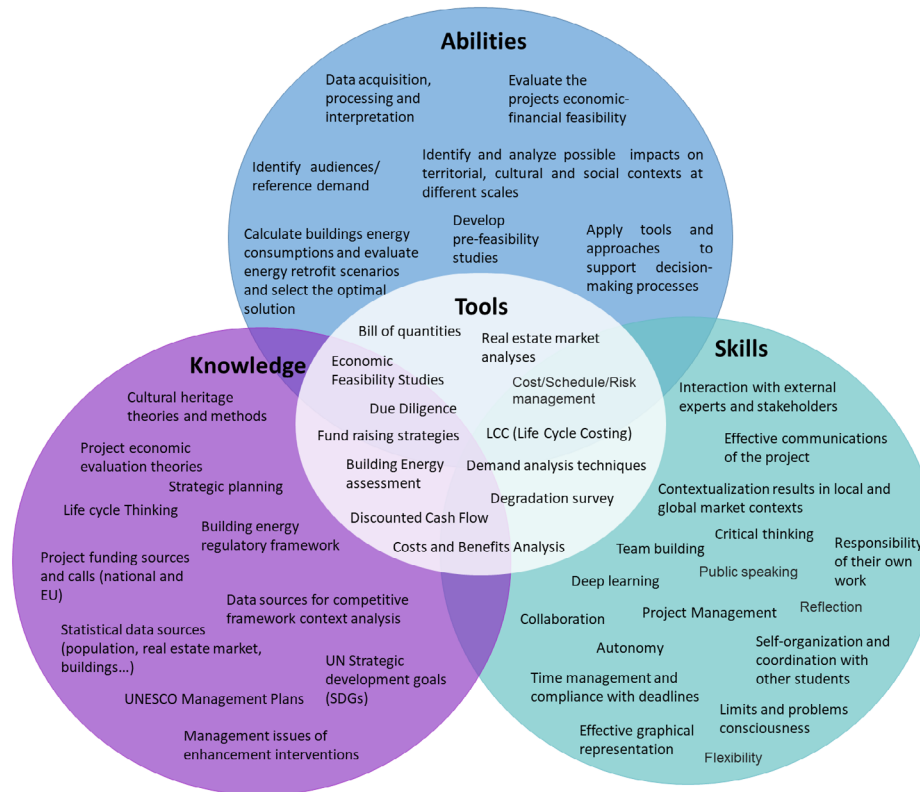 Abilities
Data acquisition,
processing and
interpretation
Evaluate the
projects economic-
financial feasibility
Identify audiences/
reference demand
Identify and analyze possible impacts on
territorial, cultural and social contexts at
different scales
Calculate buildings energy
consumptions and evaluate
energy retrofit scenarios
and select the optimal
solution
Develop
pre-feasibility
studies
Apply tools and
approaches to
support decision-
making processes
Tools
Bill of quantities
Real estate market
analyses
Economic
Feasibility Studies
Cost/Schedule/Risk
management
Due Diligence
Fund raising strategies
LCC (Life Cycle Costing)
Building Energy
assessment
Demand analysis techniques
Degradation survey
Discounted Cash Flow
Costs and Benefits Analysis
Knowledge
Cultural heritage
theories and methods
Project economic
evaluation theories
Strategic planning
Life cycle Thinking
Building energy
regulatory framework
Project funding sources
and calls (national and
EU)
Data sources for competitive
framework context analysis
Statistical data sources
(population, real estate market,
buildings...)
UN Strategic
development goals
(SDGs)
UNESCO Management Plans
Management issues of
enhancement interventions
Skills
Interaction with external
experts and stakeholders
Effective communications
of the project
Contextualization results in local and
global market contexts
Critical thinking
Team building
Responsibility
of their own
work
Public speaking
Deep learning
Collaboration
Project Management
Reflection
Autonomy
Self-organization and
coordination with
other students
Time management and
compliance with deadlines
Limits and problems
consciousness
Effective graphical
representation
Flexibility